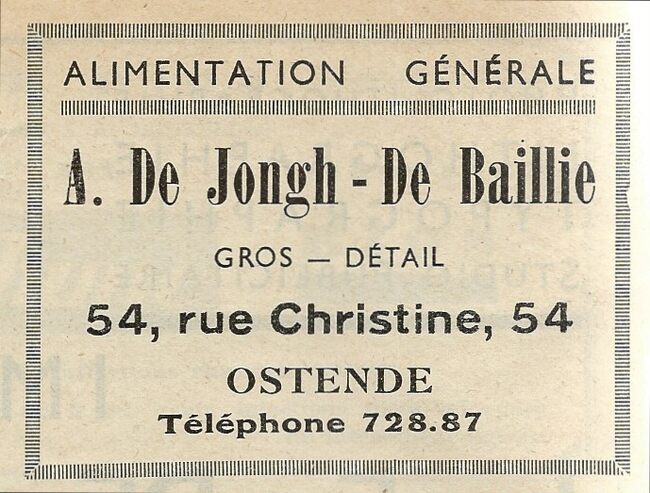 ALIMENTATION GÉNÉRALE
A. De Jongh - De Baillie
GROS — DÉTAIL
54, rue Christine, 54
OSTENDE
Téléphone 728.87